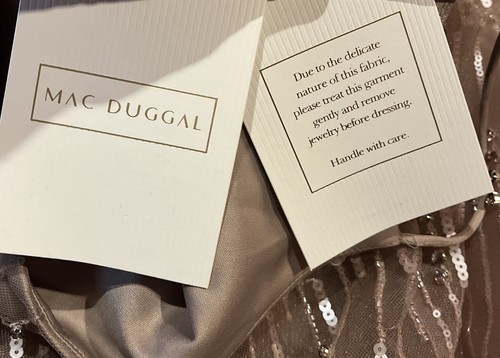 MAC DUGGAL
Due to the delicate
nature of this fabric,
please treat this garment
gently and remove
jewelry before dressing.
Handle with care.